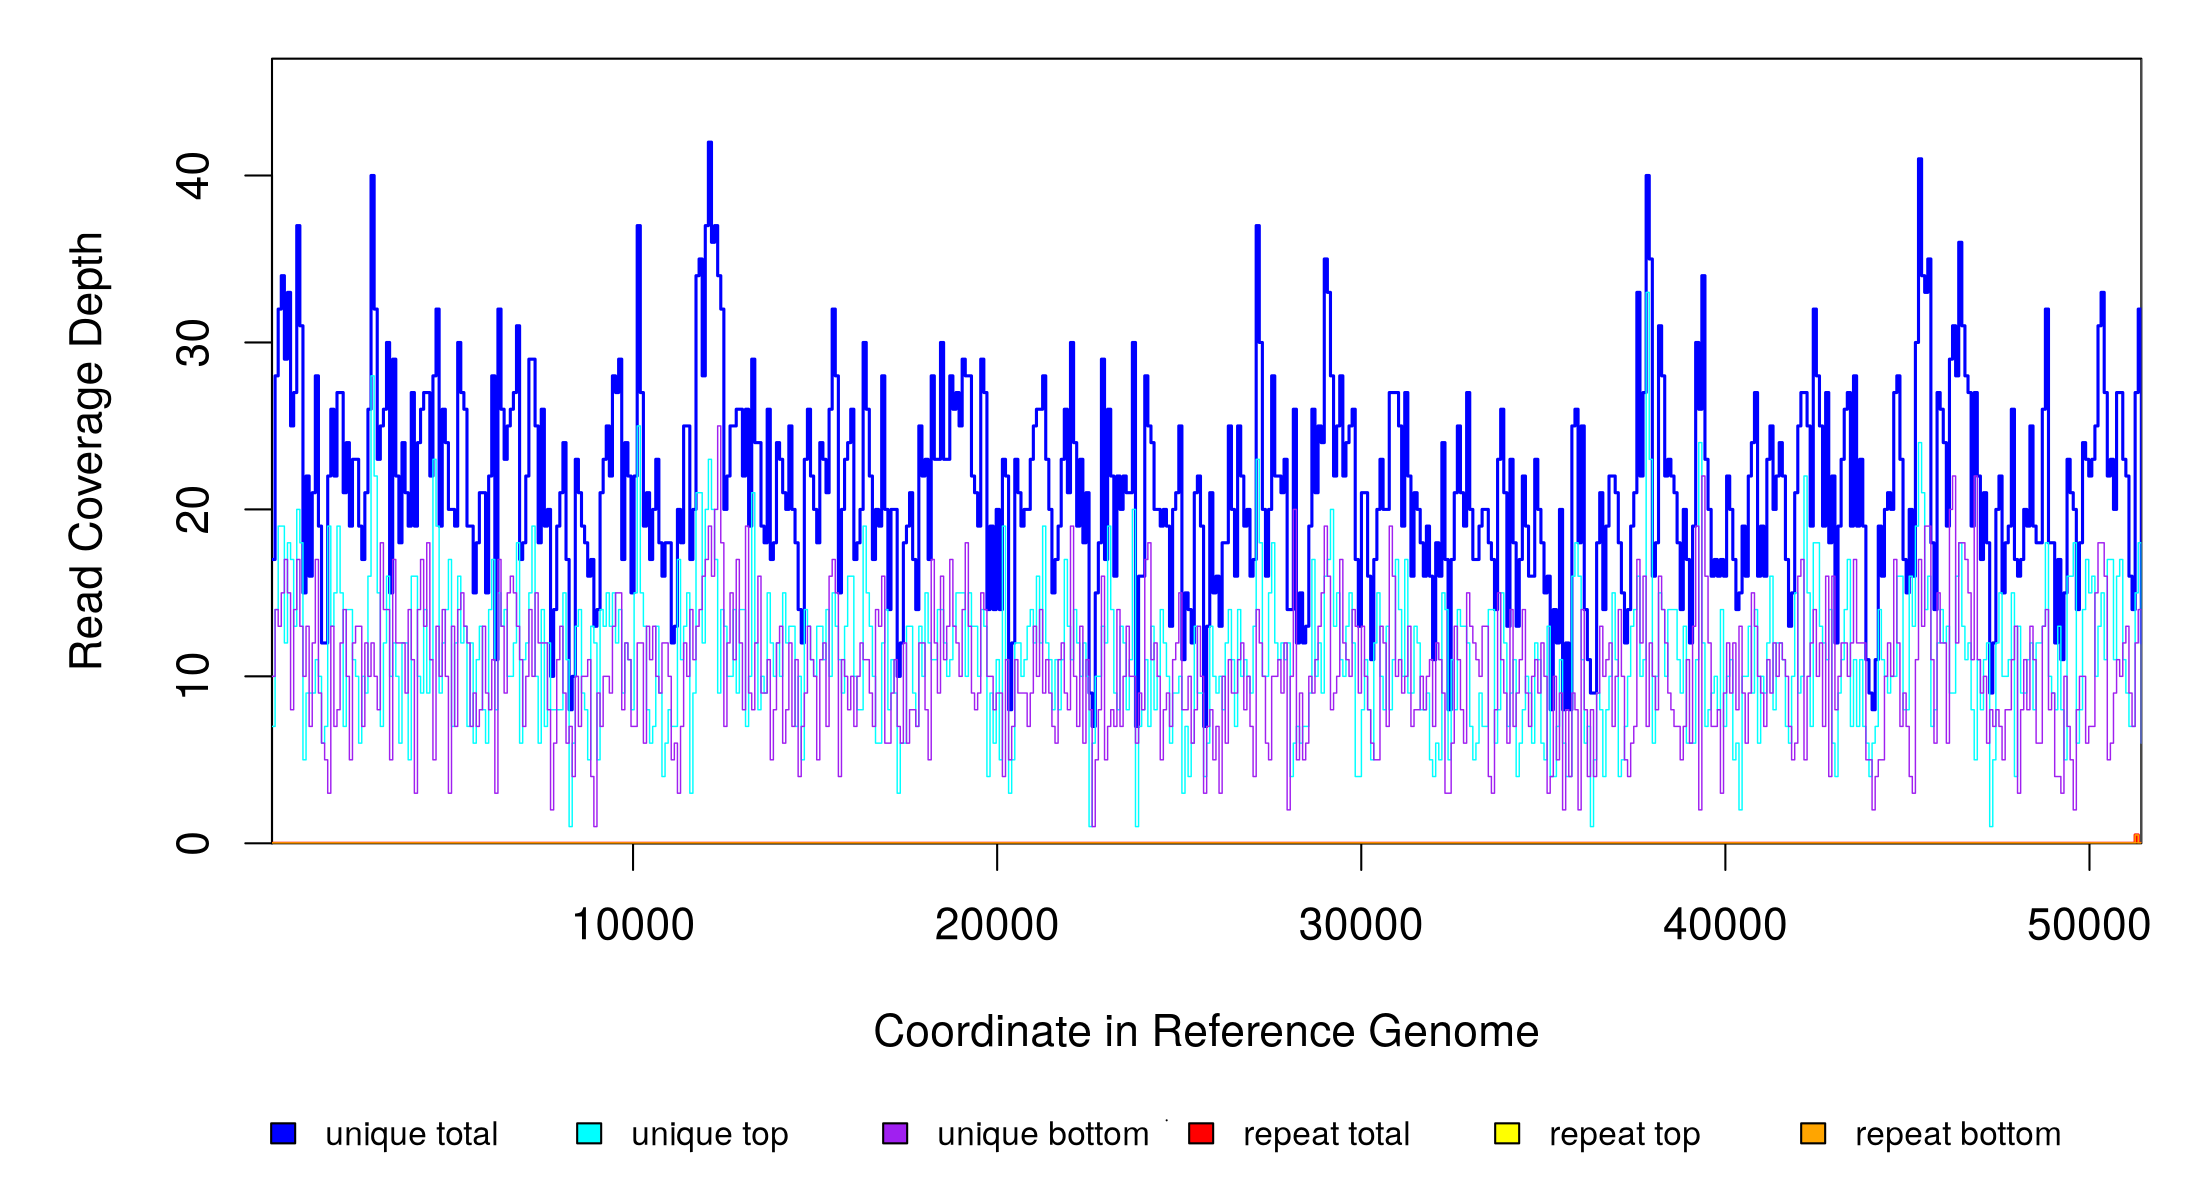 Read Coverage Depth
40
30
20
10
0
10000 20000 30000 40000 50000
Coordinate in Reference Genome
unique total unique top unique bottom repeat total repeat top repeat bottom